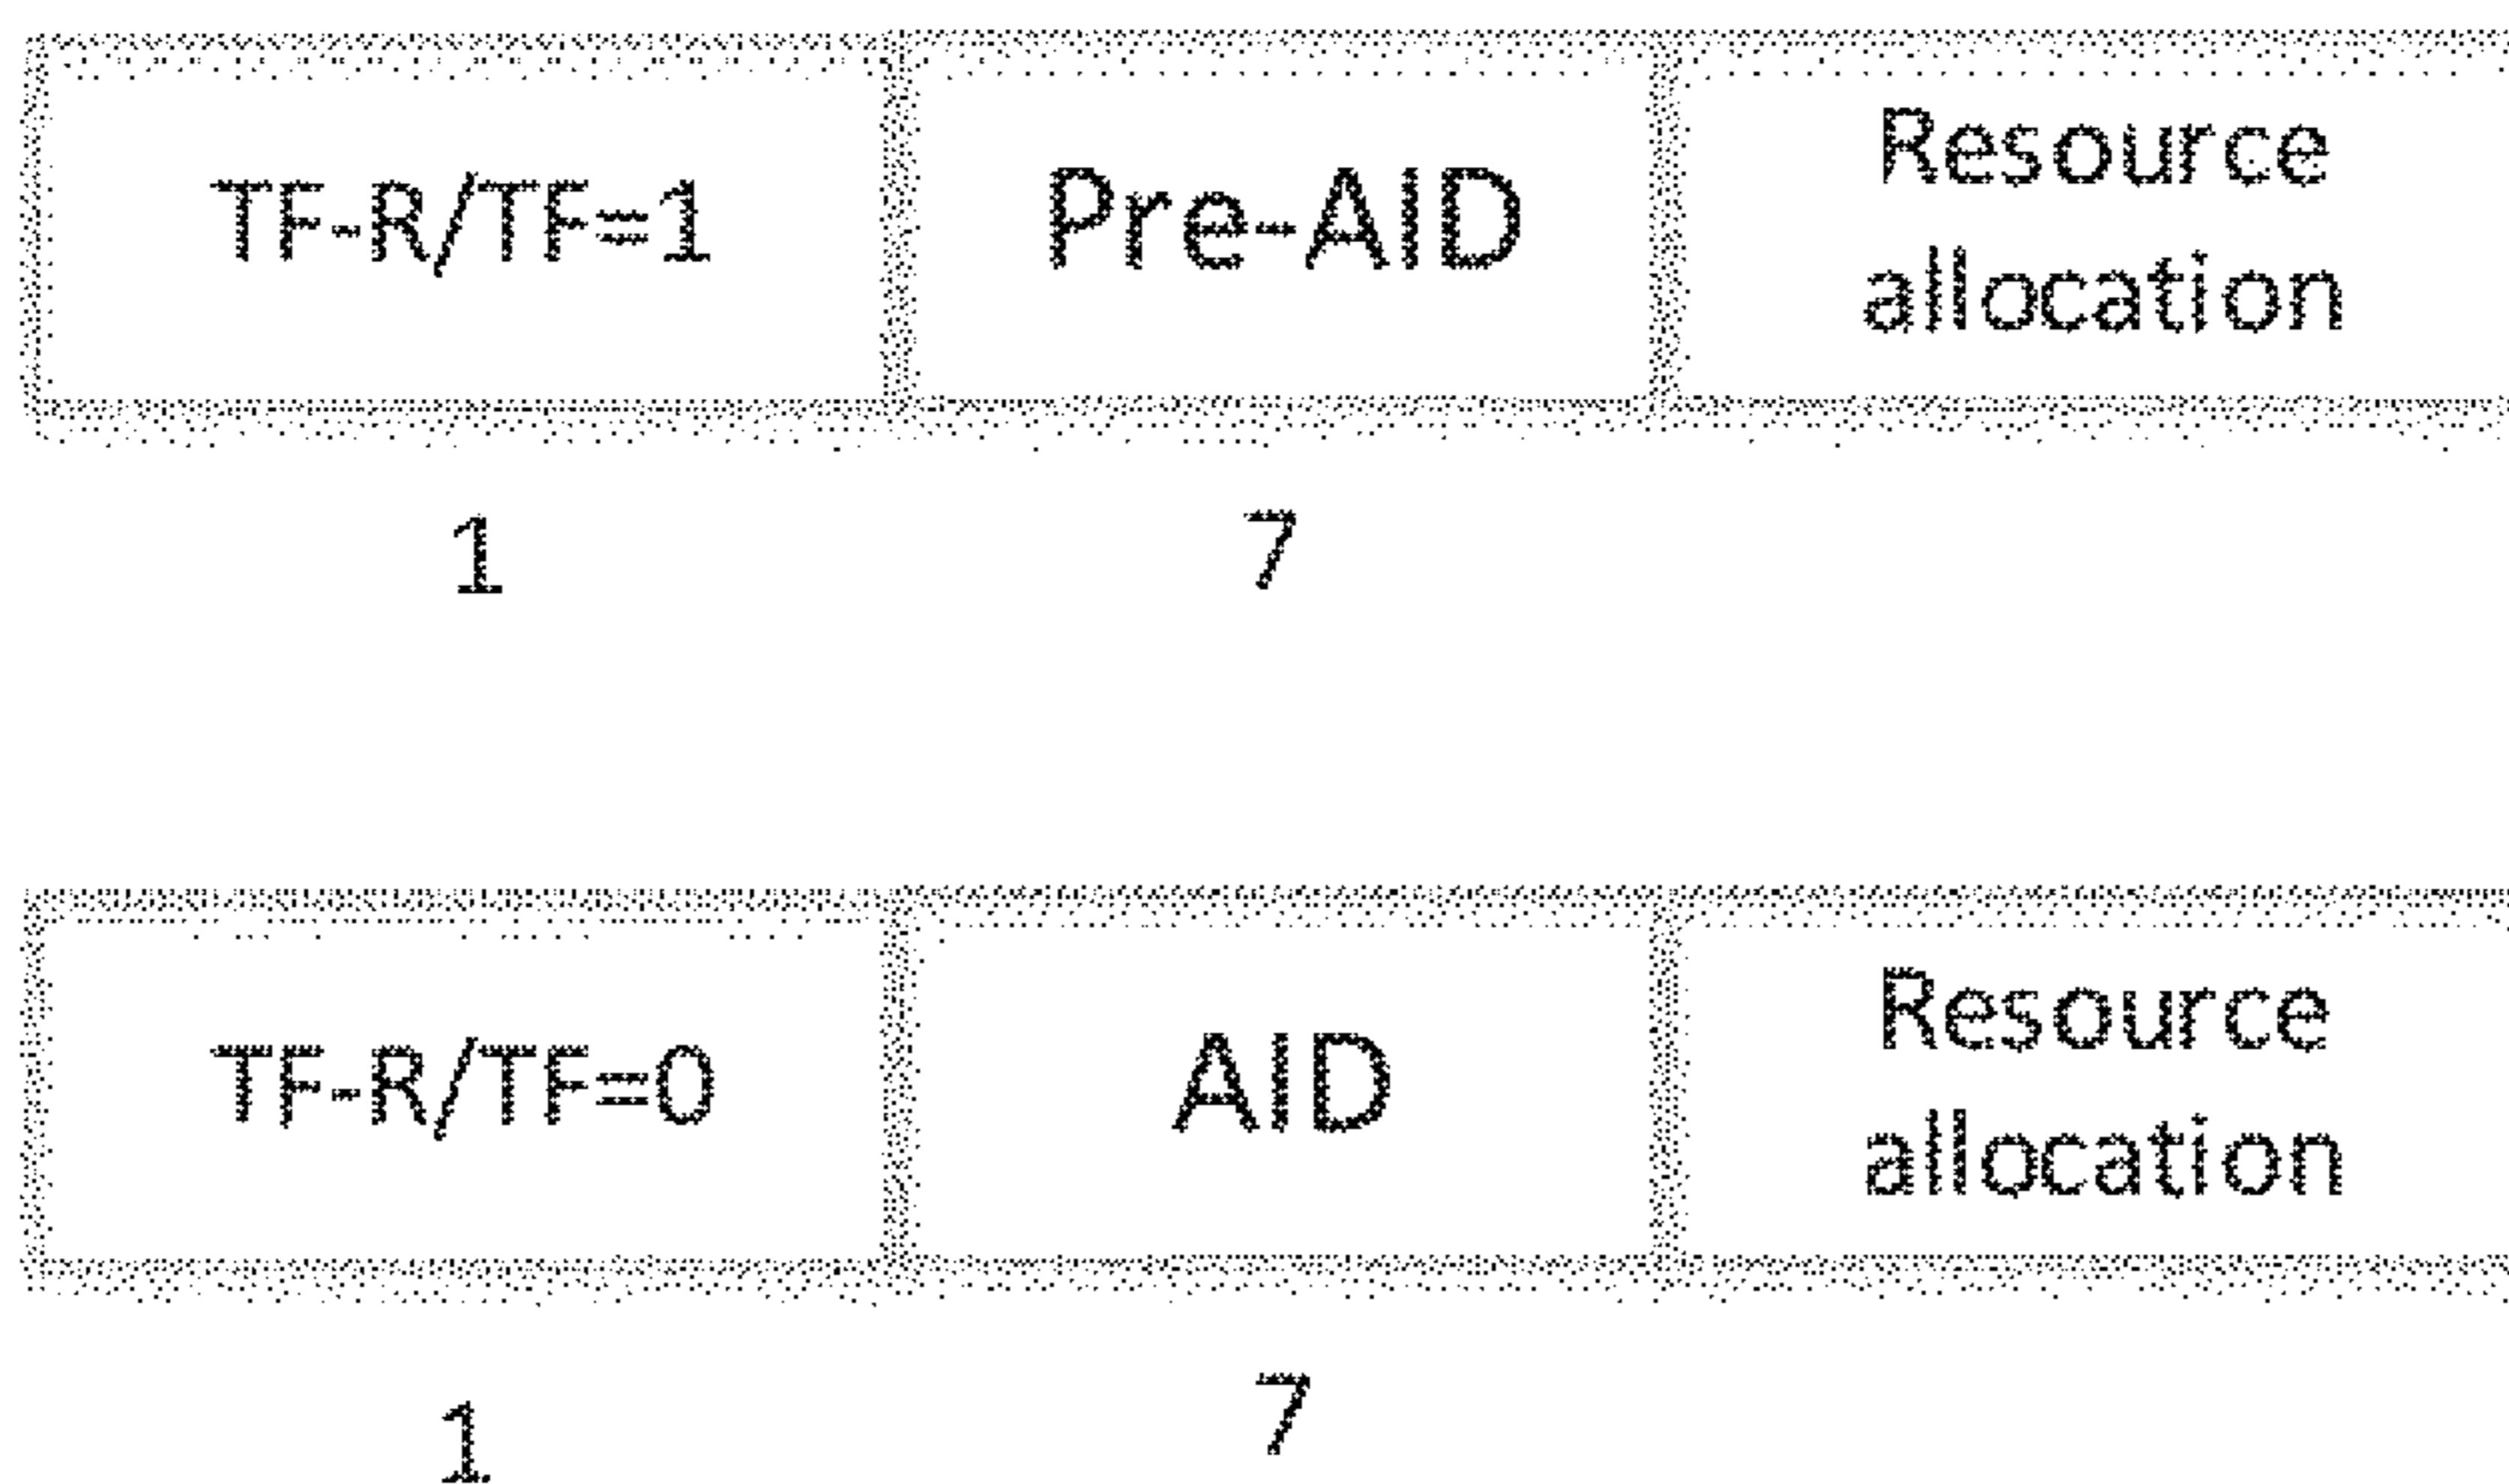 TF-R/TF=1
Pre-AID
Resource
allocation
1
7
TF-R/TF=0
AID
Resource
allocation
1
7